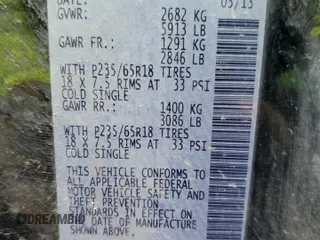 DATE: 05/13
GVWR: 2682 KG
5913 LB
GAWR FR.: 1291 KG
2846 LB
WITH P235/65R18 TIRES
18 X 7.5 RIMS AT 33 PSI
COLD SINGLE
GAWR RR.: 1400 KG
3086 LB
WITH P235/65R18 TIRES
18 X 7.5 RIMS AT 33 PSI
COLD SINGLE
THIS VEHICLE CONFORMS TO
ALL APPLICABLE FEDERAL
MOTOR VEHICLE SAFETY AND
THEFT PREVENTION
STANDARDS IN EFFECT ON
THE DATE OF MANUFACTURE
SHOWN ABOVE.
DREAMBID